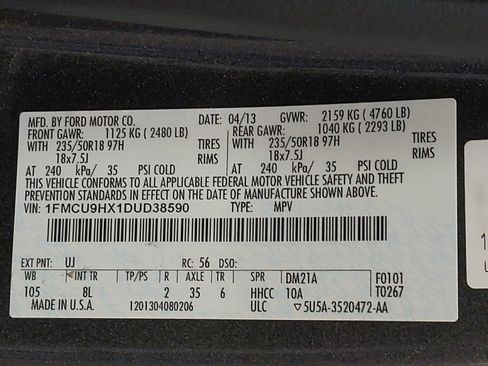 MFD. BY FORD MOTOR CO. DATE: 04/13 GVWR: 2159 KG ( 4760 LB)
FRONT GAWR: 1125 KG ( 2480 LB) REAR GAWR: 1040 KG ( 2293 LB)
WITH 235/50R18 97H TIRES WITH 235/50R18 97H TIRES
18x7.5J RIMS 18x7.5J RIMS
AT 240 kPa/ 35 PSI COLD AT 240 kPa/ 35 PSI COLD
THIS VEHICLE CONFORMS TO ALL APPLICABLE FEDERAL MOTOR VEHICLE SAFETY AND THEFT
PREVENTION STANDARDS IN EFFECT ON THE DATE OF MANUFACTURE SHOWN ABOVE.
VIN: 1FMCU9HX1DUD38590 TYPE: MPV
EXT PNT: UJ RC: 56 DSO:
WB INT TR TP/PS R AXLE TR SPR DM21A F0101
105 8L 2 35 6 HHCC 10A T0267
MADE IN U.S.A. 1201304080206 ULC ▽5U5A-3520472-AA